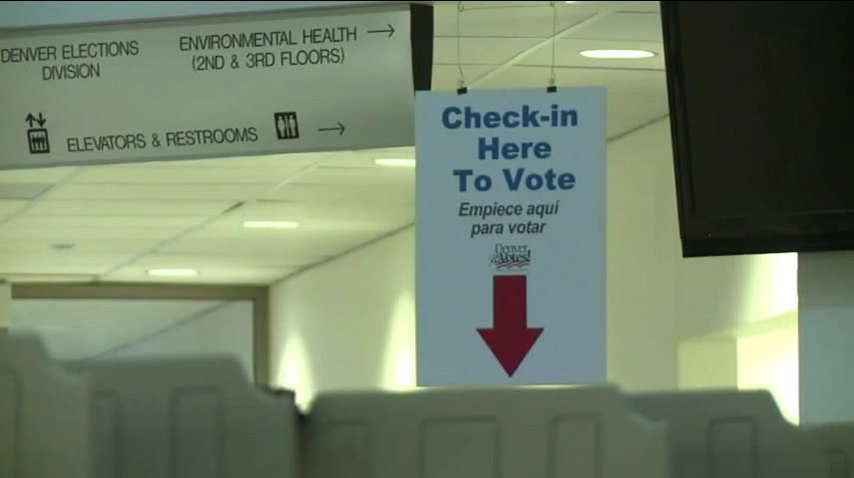 DENVER ELECTIONS
DIVISION
ENVIRONMENTAL HEALTH
(2ND & 3RD FLOORS)
ELEVATORS & RESTROOMS
Check-in
Here
To Vote
Empiece aquí
para votar
Denver
Votes!